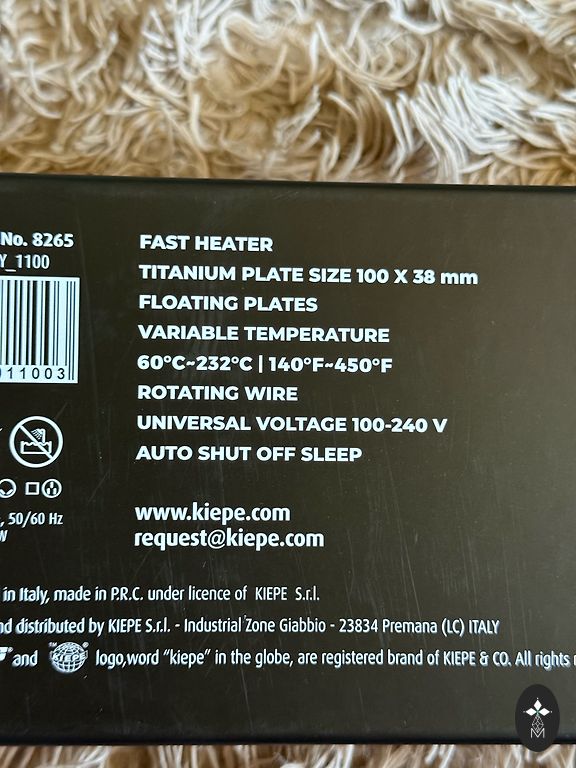 No. 8265
Y_1100
11003
FAST HEATER
TITANIUM PLATE SIZE 100 X 38 mm
FLOATING PLATES
VARIABLE TEMPERATURE
60°C~232°C | 140°F~450°F
ROTATING WIRE
UNIVERSAL VOLTAGE 100-240 V
AUTO SHUT OFF SLEEP
, 50/60 Hz
W
www.kiepe.com
request@kiepe.com
in Italy, made in P.R.C. under licence of KIEPE S.r.l.
nd distributed by KIEPE S.r.l. - Industrial Zone Giabbio - 23834 Premana (LC) ITALY
and KIEPE logo,word "kiepe" in the globe, are registered brand of KIEPE & CO. All rights
M